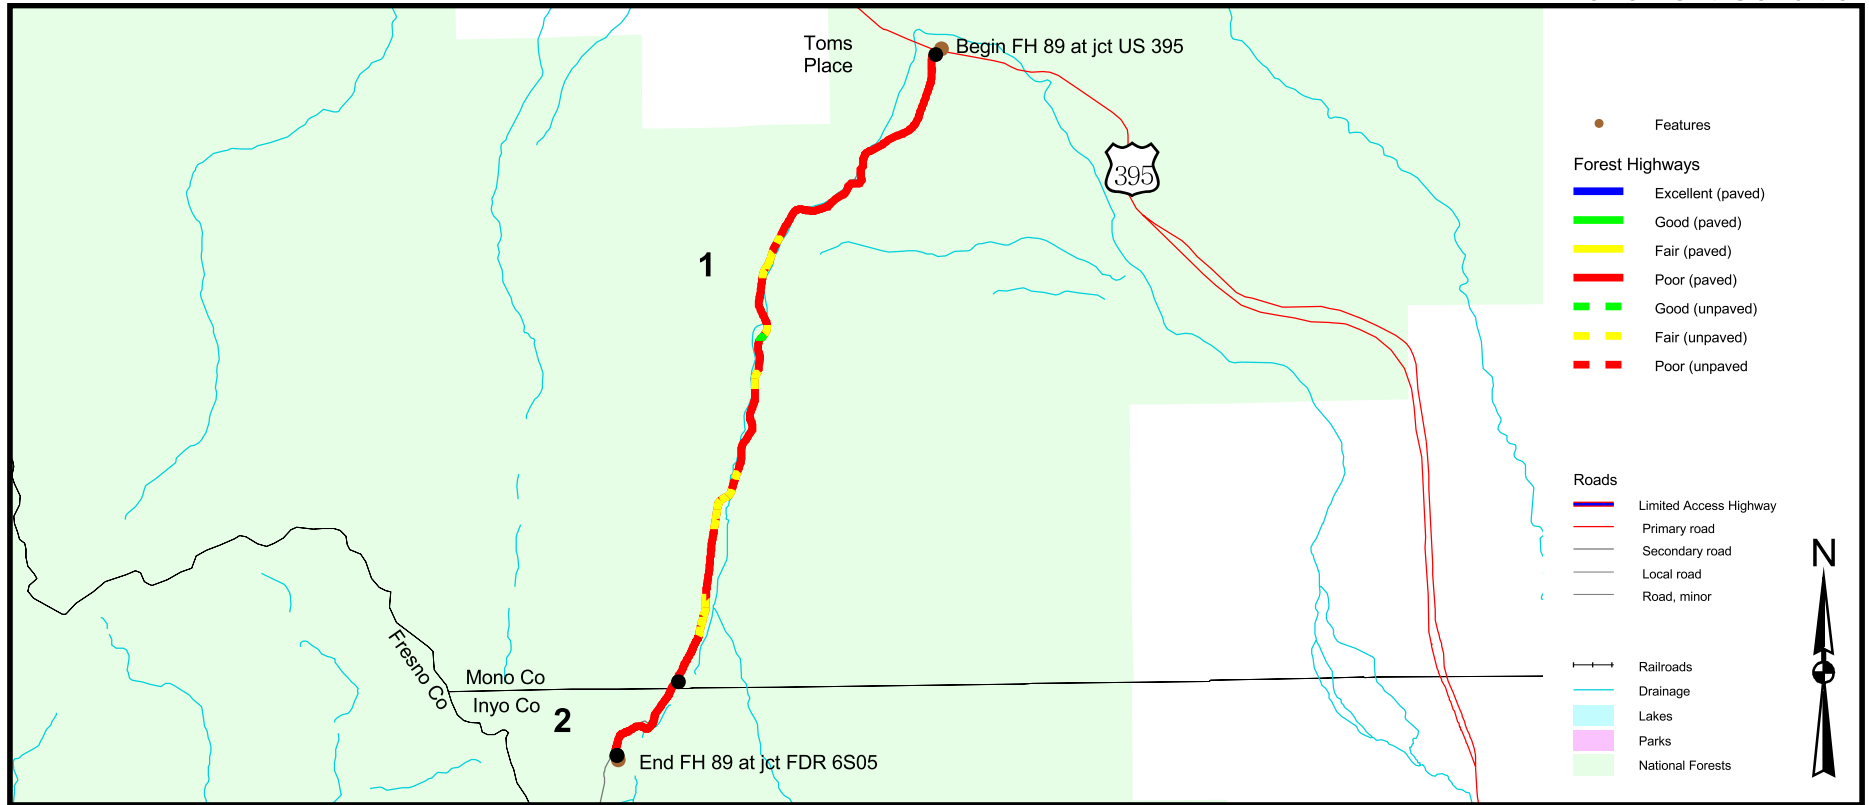 Toms
Place
Begin FH 89 at jct US 395
395
1
Fresno Co
Mono Co
Inyo Co
2
End FH 89 at jct FDR 6S05
Features
Forest Highways
Excellent (paved)
Good (paved)
Fair (paved)
Poor (paved)
Good (unpaved)
Fair (unpaved)
Poor (unpaved
Roads
Limited Access Highway
Primary road
Secondary road
Local road
Road, minor
Railroads
Drainage
Lakes
Parks
National Forests
N